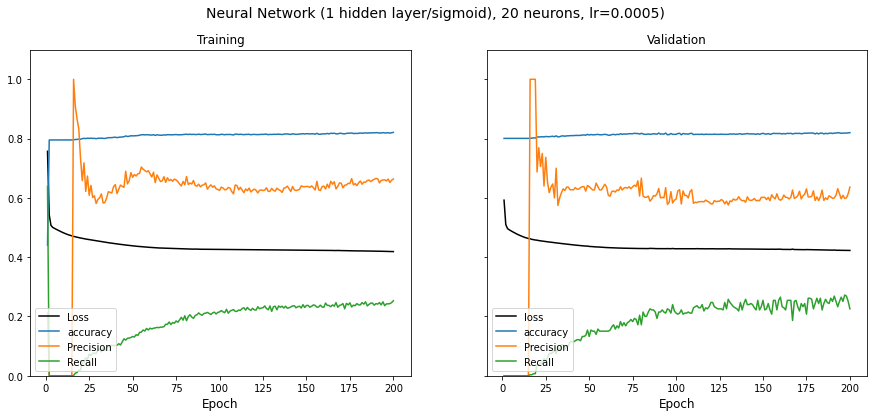 Neural Network (1 hidden layer/sigmoid), 20 neurons, lr=0.0005)
Training
Validation
1.0
0.8
0.6
0.4
0.2
0.0
Loss
accuracy
Precision
Recall
loss
accuracy
Precision
Recall
0 25 50 75 100 125 150 175 200
0 25 50 75 100 125 150 175 200
Epoch
Epoch